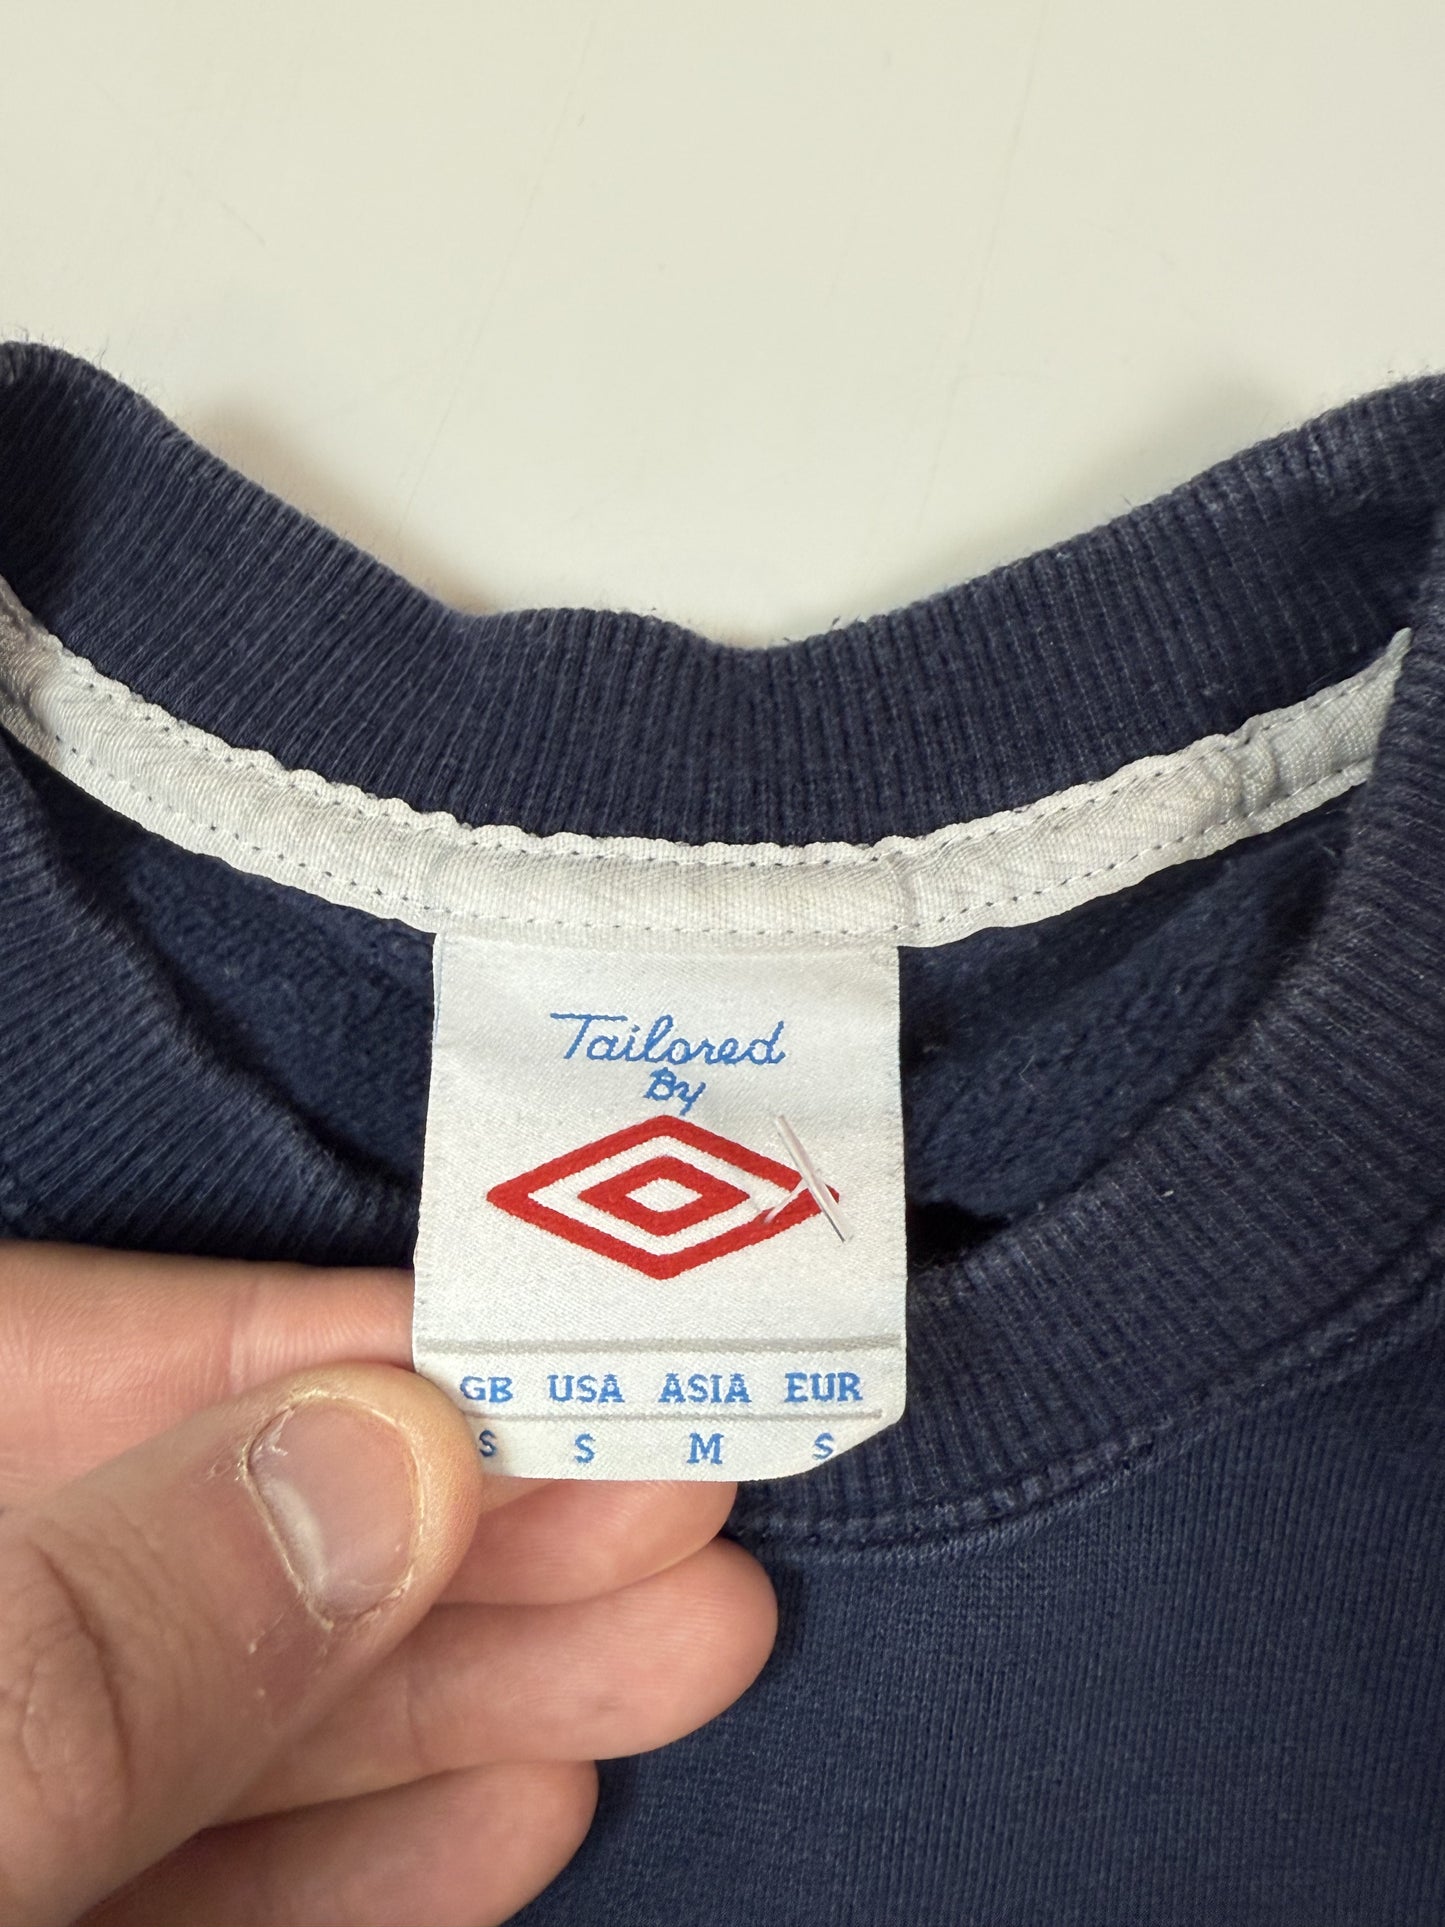 Tailored
By
GB USA ASIA EUR
S S M S